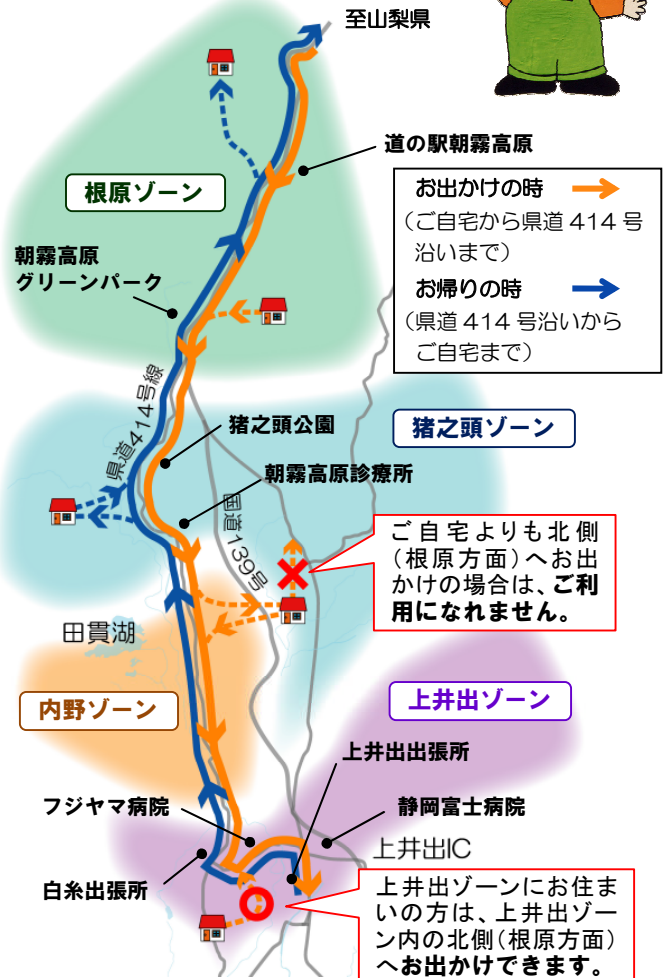 至山梨県
道の駅朝霧高原
お出かけの時
（ご自宅から県道414号
沿いまで）
お帰りの時
（県道414号沿いから
ご自宅まで）
根原ゾーン
朝霧高原
グリーンパーク
県道414号線
猪之頭公園
猪之頭ゾーン
朝霧高原診療所
国道139号
ご自宅よりも北側
（根原方面）へお出
かけの場合は、ご利
用になれません。
田貫湖
内野ゾーン
上井出ゾーン
上井出出張所
フジヤマ病院
静岡富士病院
上井出IC
白糸出張所
上井出ゾーンにお住ま
いの方は、上井出ゾー
ン内の北側（根原方面）
へお出かけできます。